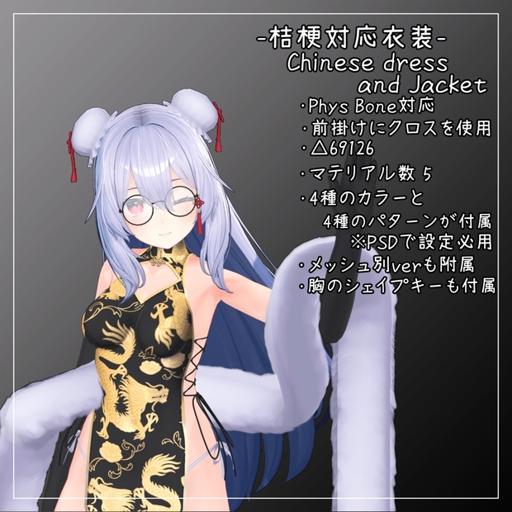 -桔梗対応衣装-
Chinese dress
and Jacket
・Phys Bone対応
・前掛けにクロスを使用
・△69126
・マテリアル数 5
・4種のカラーと
4種のパターンが付属
※PSDで設定必用
・メッシュ別verも附属
・胸のシェイプキーも付属